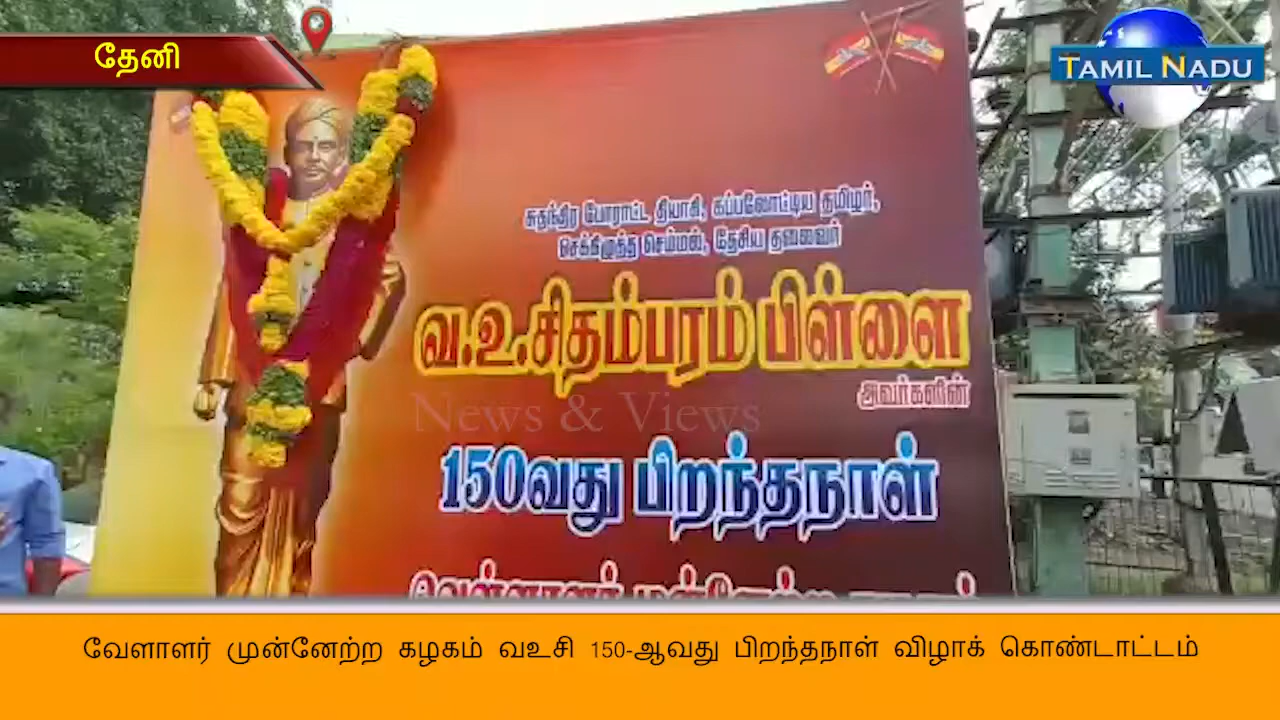 தேனி
TAMIL NADU
சுதந்திர போராட்ட தியாகி, கப்பலோட்டிய தமிழர்,
செக்கிழுத்த செம்மல், தேசிய தலைவர்
வ.உ.சிதம்பரம் பிள்ளை
அவர்களின்
News & Views
150வது பிறந்தநாள்
வேளாளர் முன்னேற்ற கழகம் வஉசி 150-ஆவது பிறந்தநாள் விழாக் கொண்டாட்டம்